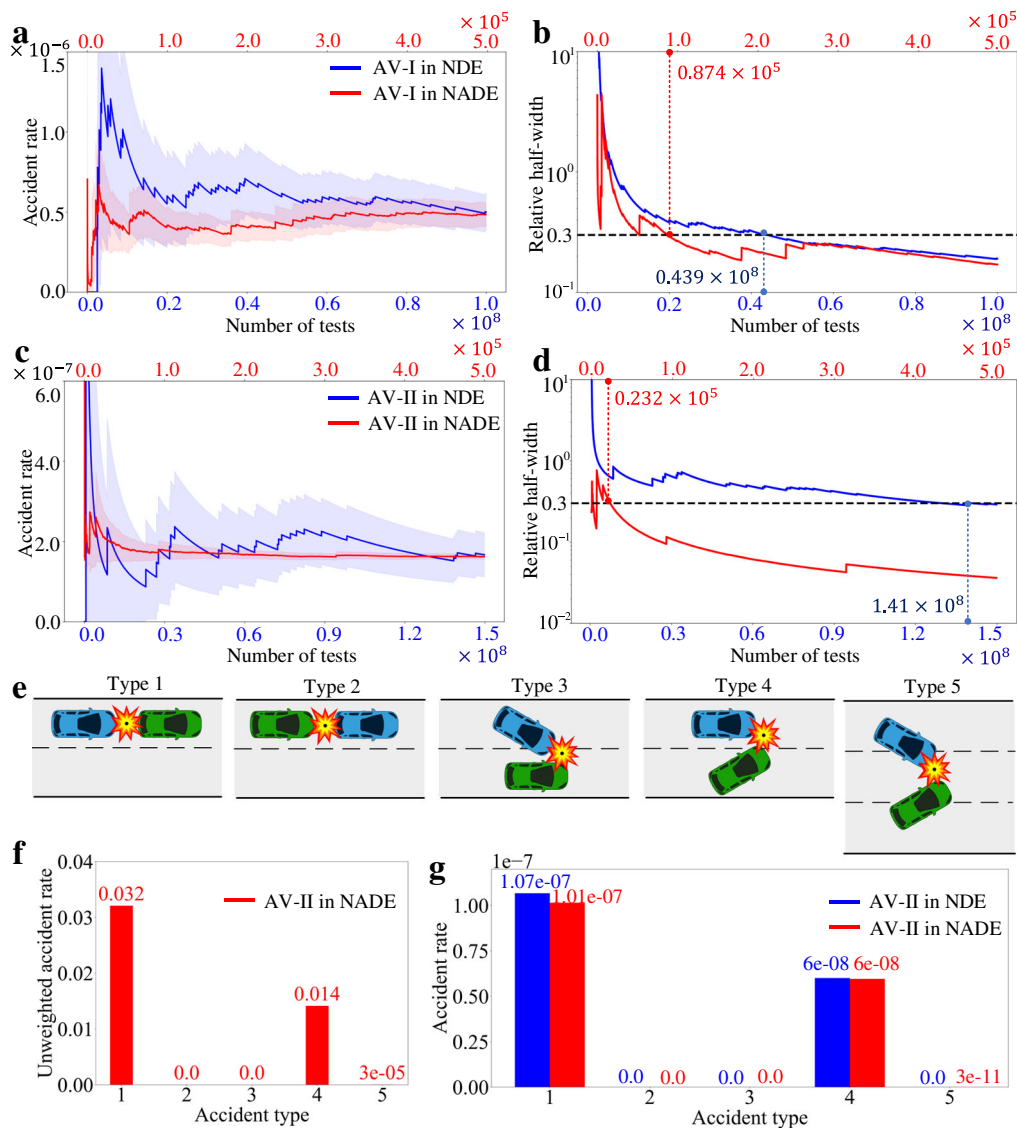 a
× 10⁵
×10⁻⁶
0.0 1.0 2.0 3.0 4.0 5.0
1.5
1.0
0.5
0.0
Accident rate
AV-I in NDE
AV-I in NADE
0.0 0.2 0.4 0.6 0.8 1.0
Number of tests
× 10⁸
b
× 10⁵
0.0 1.0 2.0 3.0 4.0 5.0
10¹
10⁰
0.3
10⁻¹
Relative half-width
0.874 × 10⁵
0.439 × 10⁸
0.0 0.2 0.4 0.6 0.8 1.0
Number of tests
× 10⁸
c
× 10⁵
×10⁻⁷
0.0 1.0 2.0 3.0 4.0 5.0
6.0
4.0
2.0
0.0
Accident rate
AV-II in NDE
AV-II in NADE
0.0 0.3 0.6 0.9 1.2 1.5
Number of tests
× 10⁸
d
× 10⁵
0.0 1.0 2.0 3.0 4.0 5.0
10¹
10⁰
0.3
10⁻¹
10⁻²
Relative half-width
0.232 × 10⁵
1.41 × 10⁸
0.0 0.3 0.6 0.9 1.2 1.5
Number of tests
× 10⁸
e
Type 1
Type 2
Type 3
Type 4
Type 5
f
0.04
0.03
0.02
0.01
0.00
Unweighted accident rate
AV-II in NADE
0.032
0.0
0.0
0.014
3e-05
1 2 3 4 5
Accident type
g
1e-7
1.00
0.75
0.50
0.25
0.00
Accident rate
AV-II in NDE
AV-II in NADE
1.07e-07
1.01e-07
0.0 0.0
0.0 0.0
6e-08 6e-08
0.0 3e-11
1 2 3 4 5
Accident type